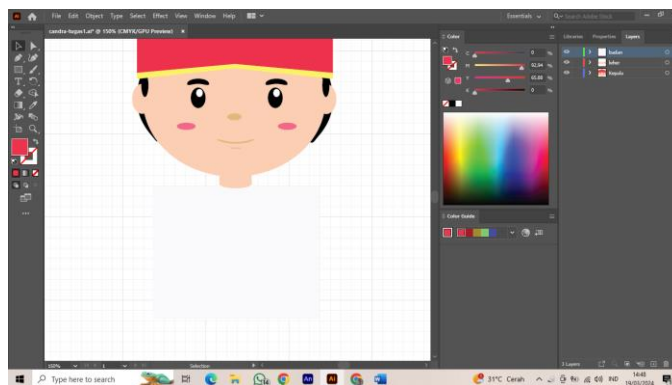 File Edit Object Type Select Effect View Window Help
Essentials
Search Adobe Stock
candra-tugas1.ai* @ 150% (CMYK/GPU Preview) ×
Color
C 0 %
M 92,94 %
Y 65,88 %
K 0 %
Color Guide
Libraries Properties Layers
badan
leher
Kepala
150% 1 Selection
3 Layers
Type here to search
31°C Cerah
IND
14:48